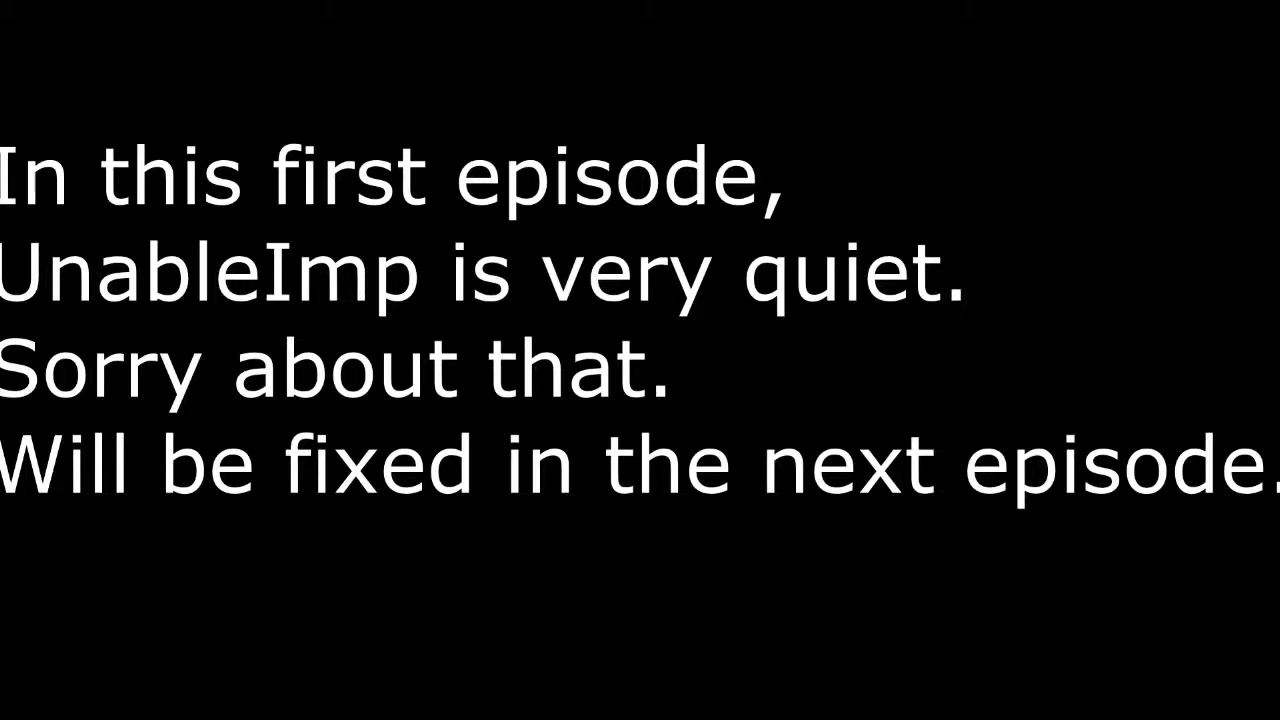 In this first episode,
UnableImp is very quiet.
Sorry about that.
Will be fixed in the next episode.